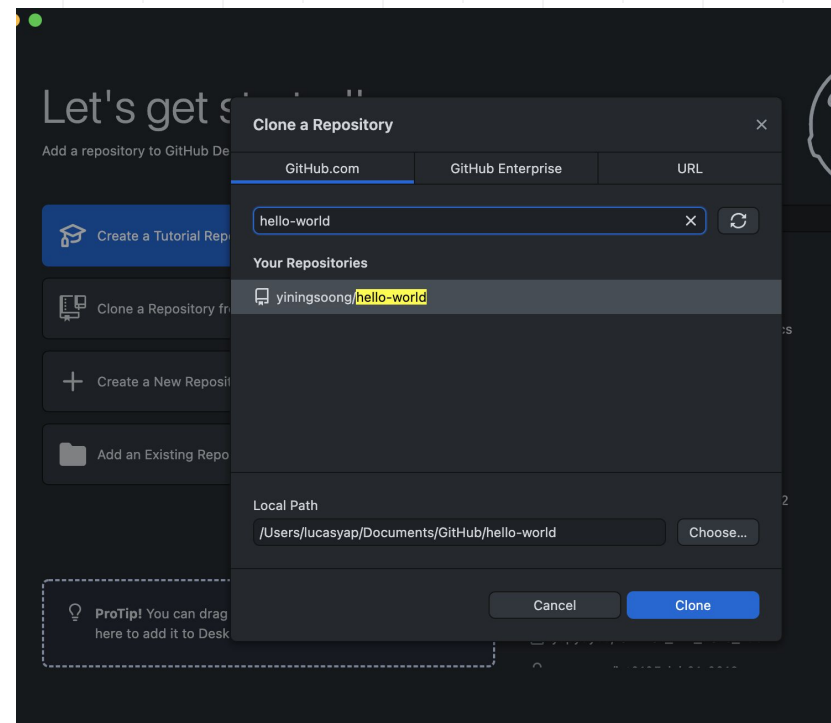 Let's get
Add a repository to GitHub De
Create a Tutorial Rep
Clone a Repository fr
Create a New Reposit
Add an Existing Repo
ProTip! You can drag
here to add it to Desk
Clone a Repository
GitHub.com GitHub Enterprise URL
hello-world
Your Repositories
yiningsoong/hello-world
Local Path
/Users/lucasyap/Documents/GitHub/hello-world
Choose...
Cancel Clone